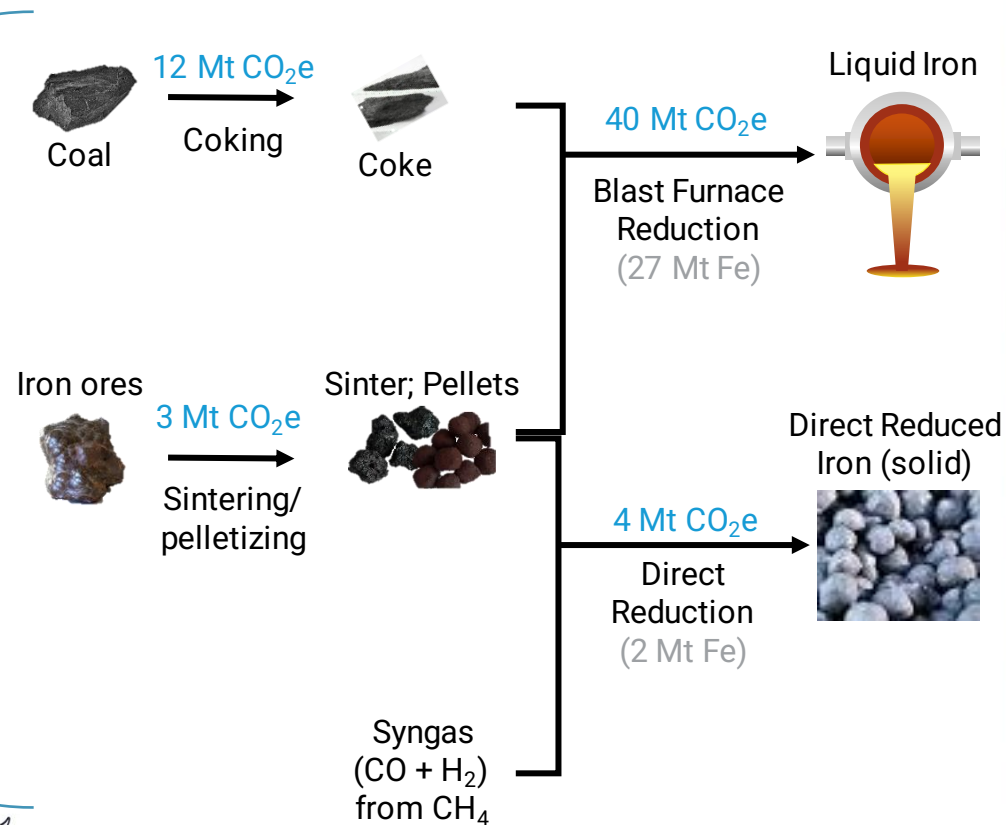 12 Mt CO₂e
Coal
Coking
Coke
40 Mt CO₂e
Blast Furnace
Reduction
(27 Mt Fe)
Liquid Iron
Iron ores
3 Mt CO₂e
Sintering/
pelletizing
Sinter; Pellets
4 Mt CO₂e
Direct
Reduction
(2 Mt Fe)
Direct Reduced
Iron (solid)
Syngas
(CO + H₂)
from CH₄